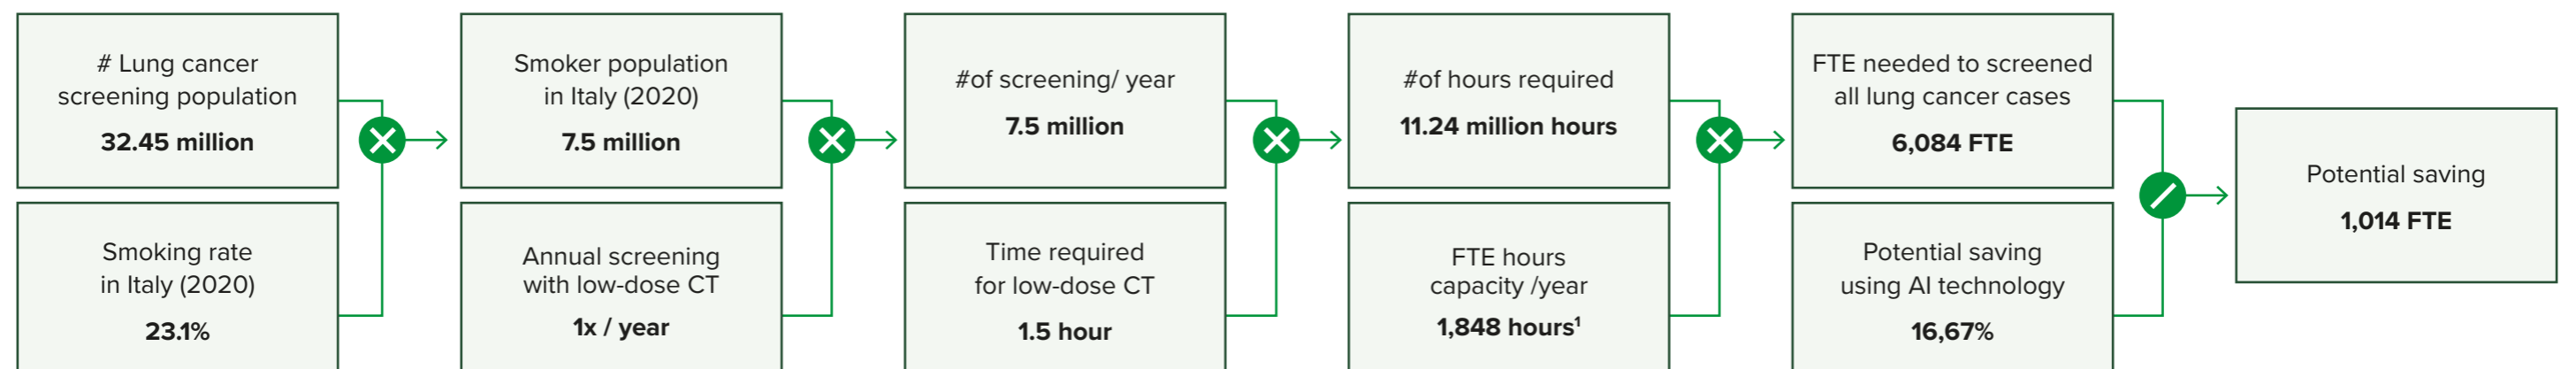 # Lung cancer
screening population
32.45 million
Smoking rate
in Italy (2020)
23.1%
Smoker population
in Italy (2020)
7.5 million
Annual screening
with low-dose CT
1x / year
#of screening/ year
7.5 million
Time required
for low-dose CT
1.5 hour
#of hours required
11.24 million hours
FTE hours
capacity /year
1,848 hours¹
FTE needed to screened
all lung cancer cases
6,084 FTE
Potential saving
using AI technology
16,67%
Potential saving
1,014 FTE